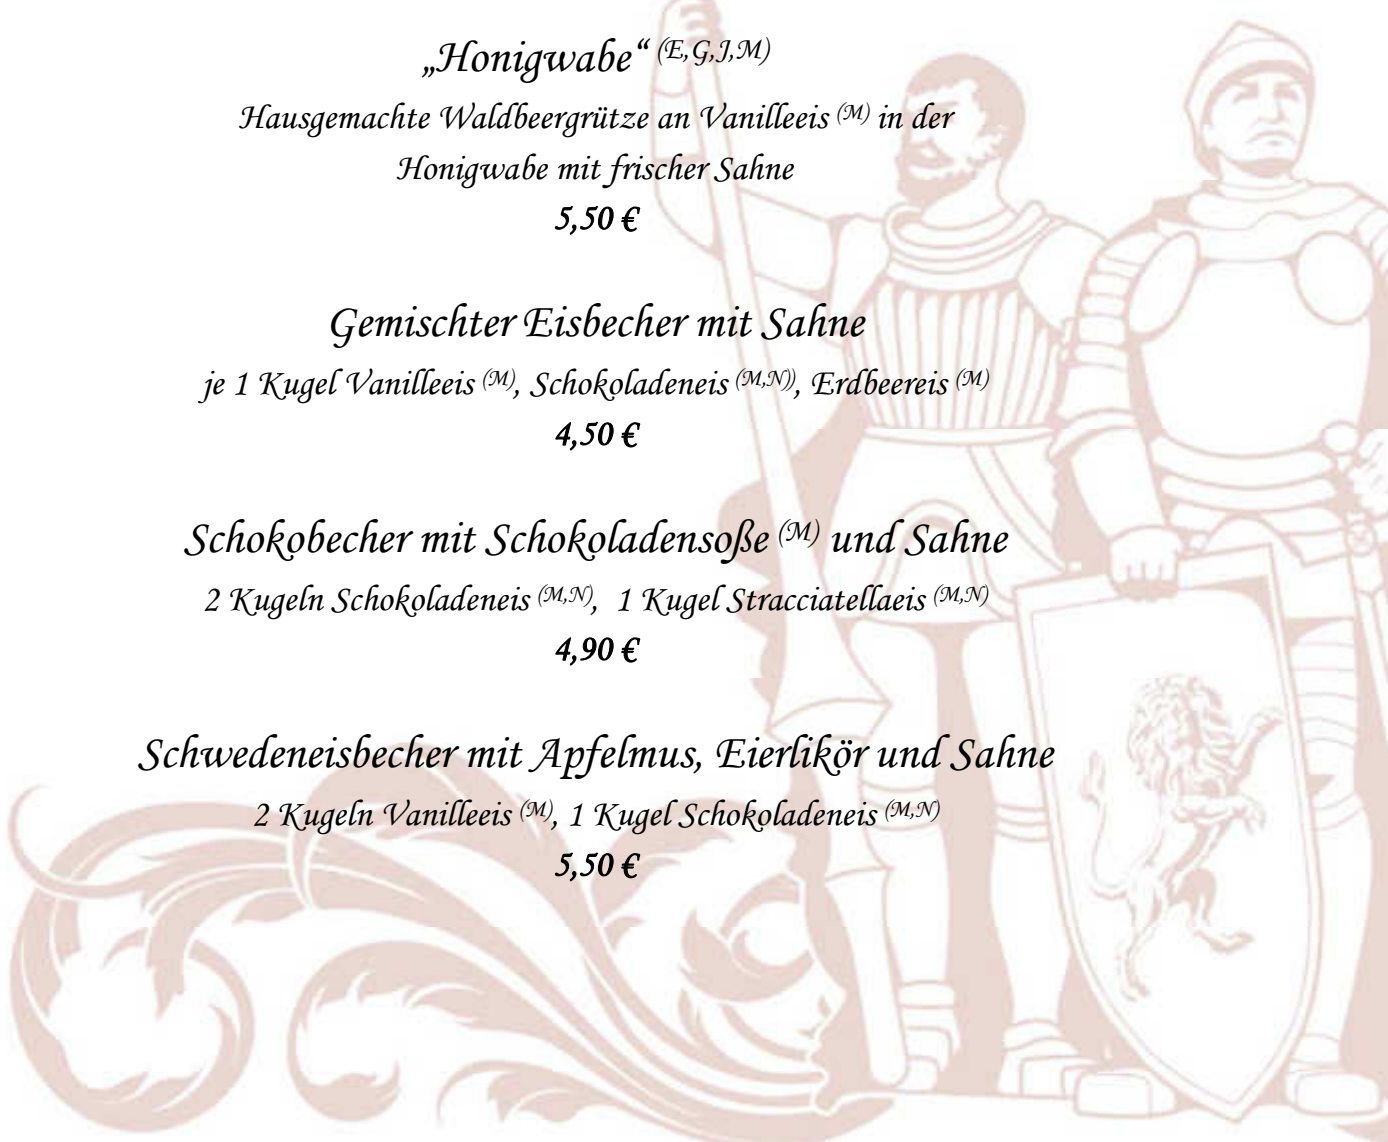 „Honigwabe“ (E,G,J,M)
Hausgemachte Waldbeergrütze an Vanilleeis (M) in der
Honigwabe mit frischer Sahne
5,50 €
Gemischter Eisbecher mit Sahne
je 1 Kugel Vanilleeis (M), Schokoladeneis (M,N)), Erdbeereis (M)
4,50 €
Schokobecher mit Schokoladensoße (M) und Sahne
2 Kugeln Schokoladeneis (M,N), 1 Kugel Stracciatellaeis (M,N)
4,90 €
Schwedeneisbecher mit Apfelmus, Eierlikör und Sahne
2 Kugeln Vanilleeis (M), 1 Kugel Schokoladeneis (M,N)
5,50 €